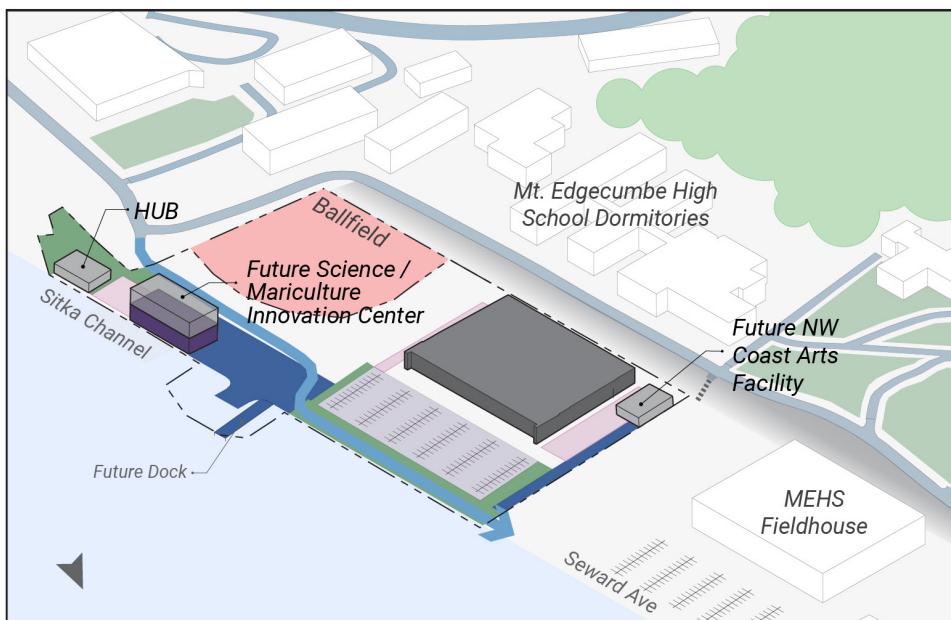 Mt. Edgecumbe High
School Dormitories
HUB
Ballfield
Future Science /
Mariculture
Innovation Center
Sitka Channel
Future NW
Coast Arts
Facility
Future Dock
MEHS
Fieldhouse
Seward Ave